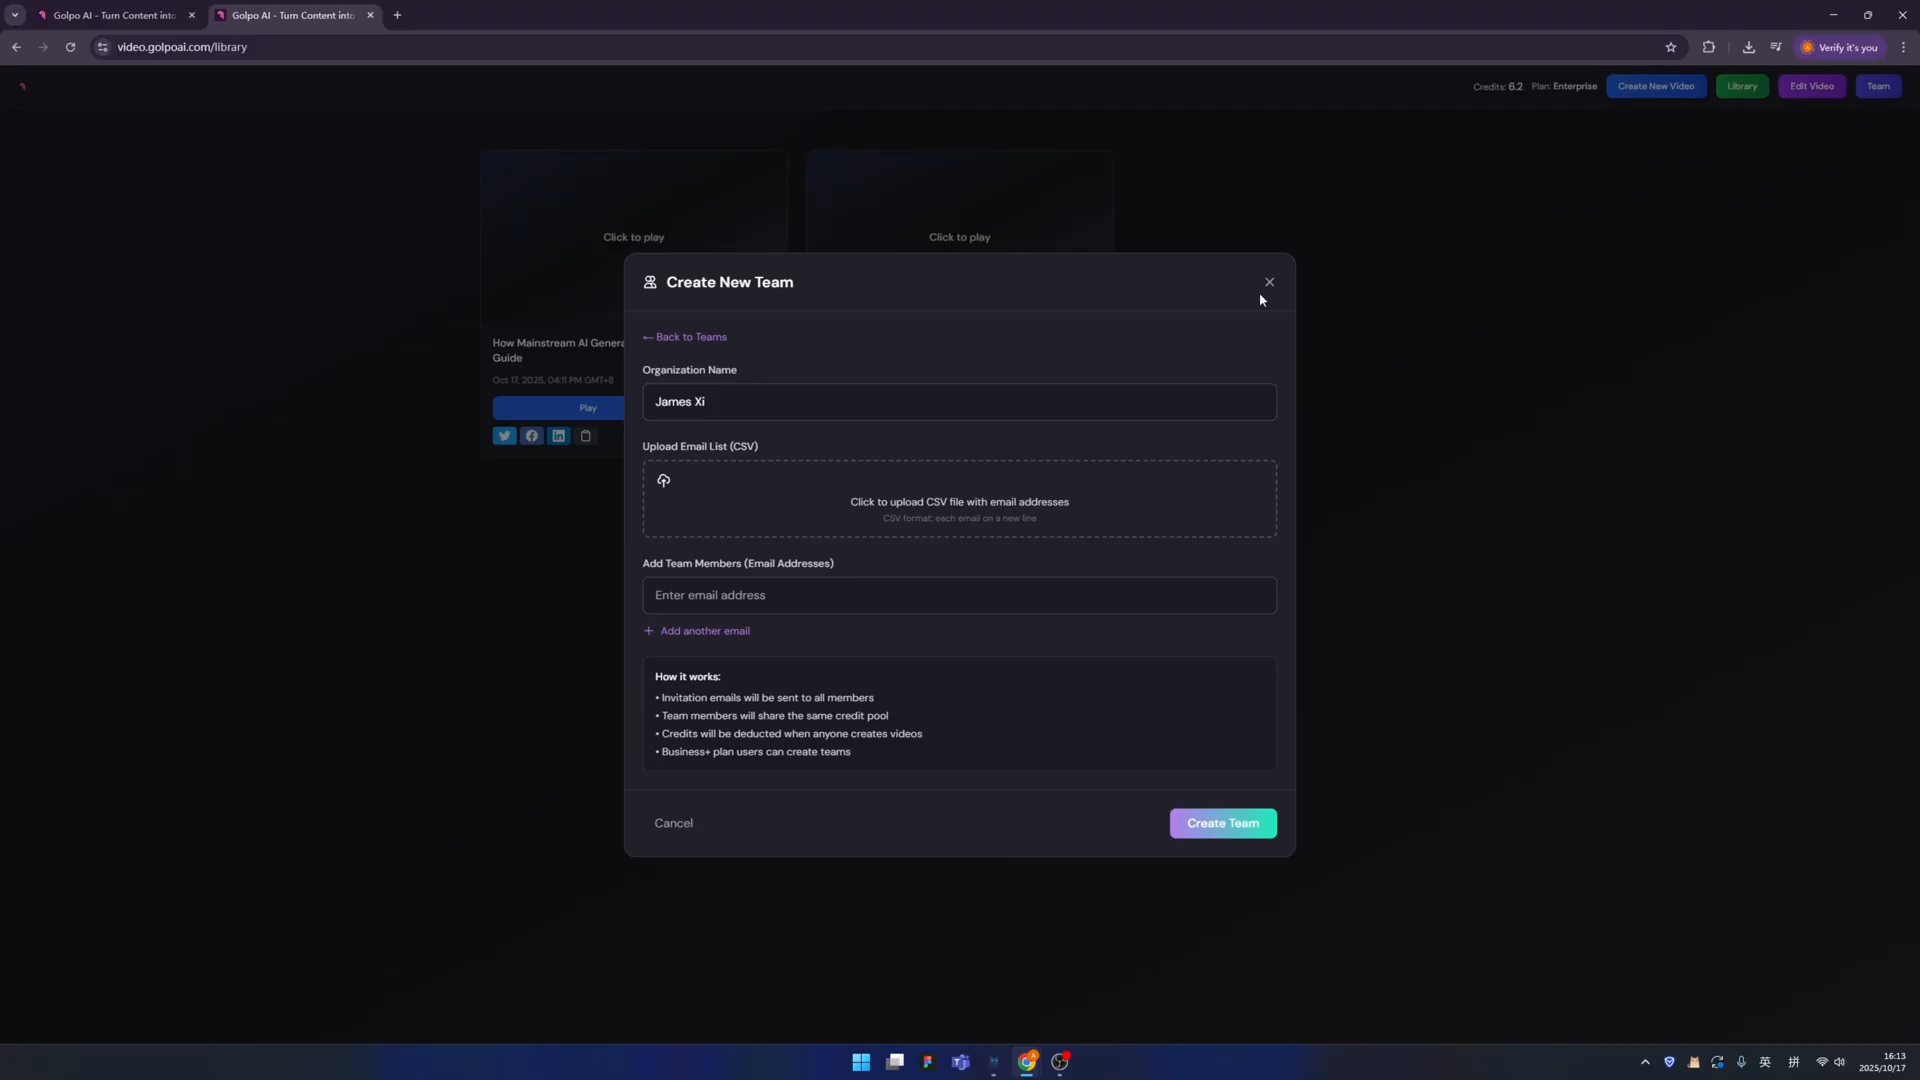 Golpo AI - Turn Content into
Golpo AI - Turn Content into
video.golpoai.com/library
Verify it's you
Credits: 6.2 Plan: Enterprise
Create New Video
Library
Edit Video
Team
Click to play
Click to play
How Mainstream AI Genera
Guide
Oct 17, 2025, 04:11 PM GMT+8
Play
Create New Team
← Back to Teams
Organization Name
James Xi
Upload Email List (CSV)
Click to upload CSV file with email addresses
CSV format: each email on a new line
Add Team Members (Email Addresses)
Enter email address
+ Add another email
How it works:
• Invitation emails will be sent to all members
• Team members will share the same credit pool
• Credits will be deducted when anyone creates videos
• Business+ plan users can create teams
Cancel
Create Team
英
拼
16:13
2025/10/17